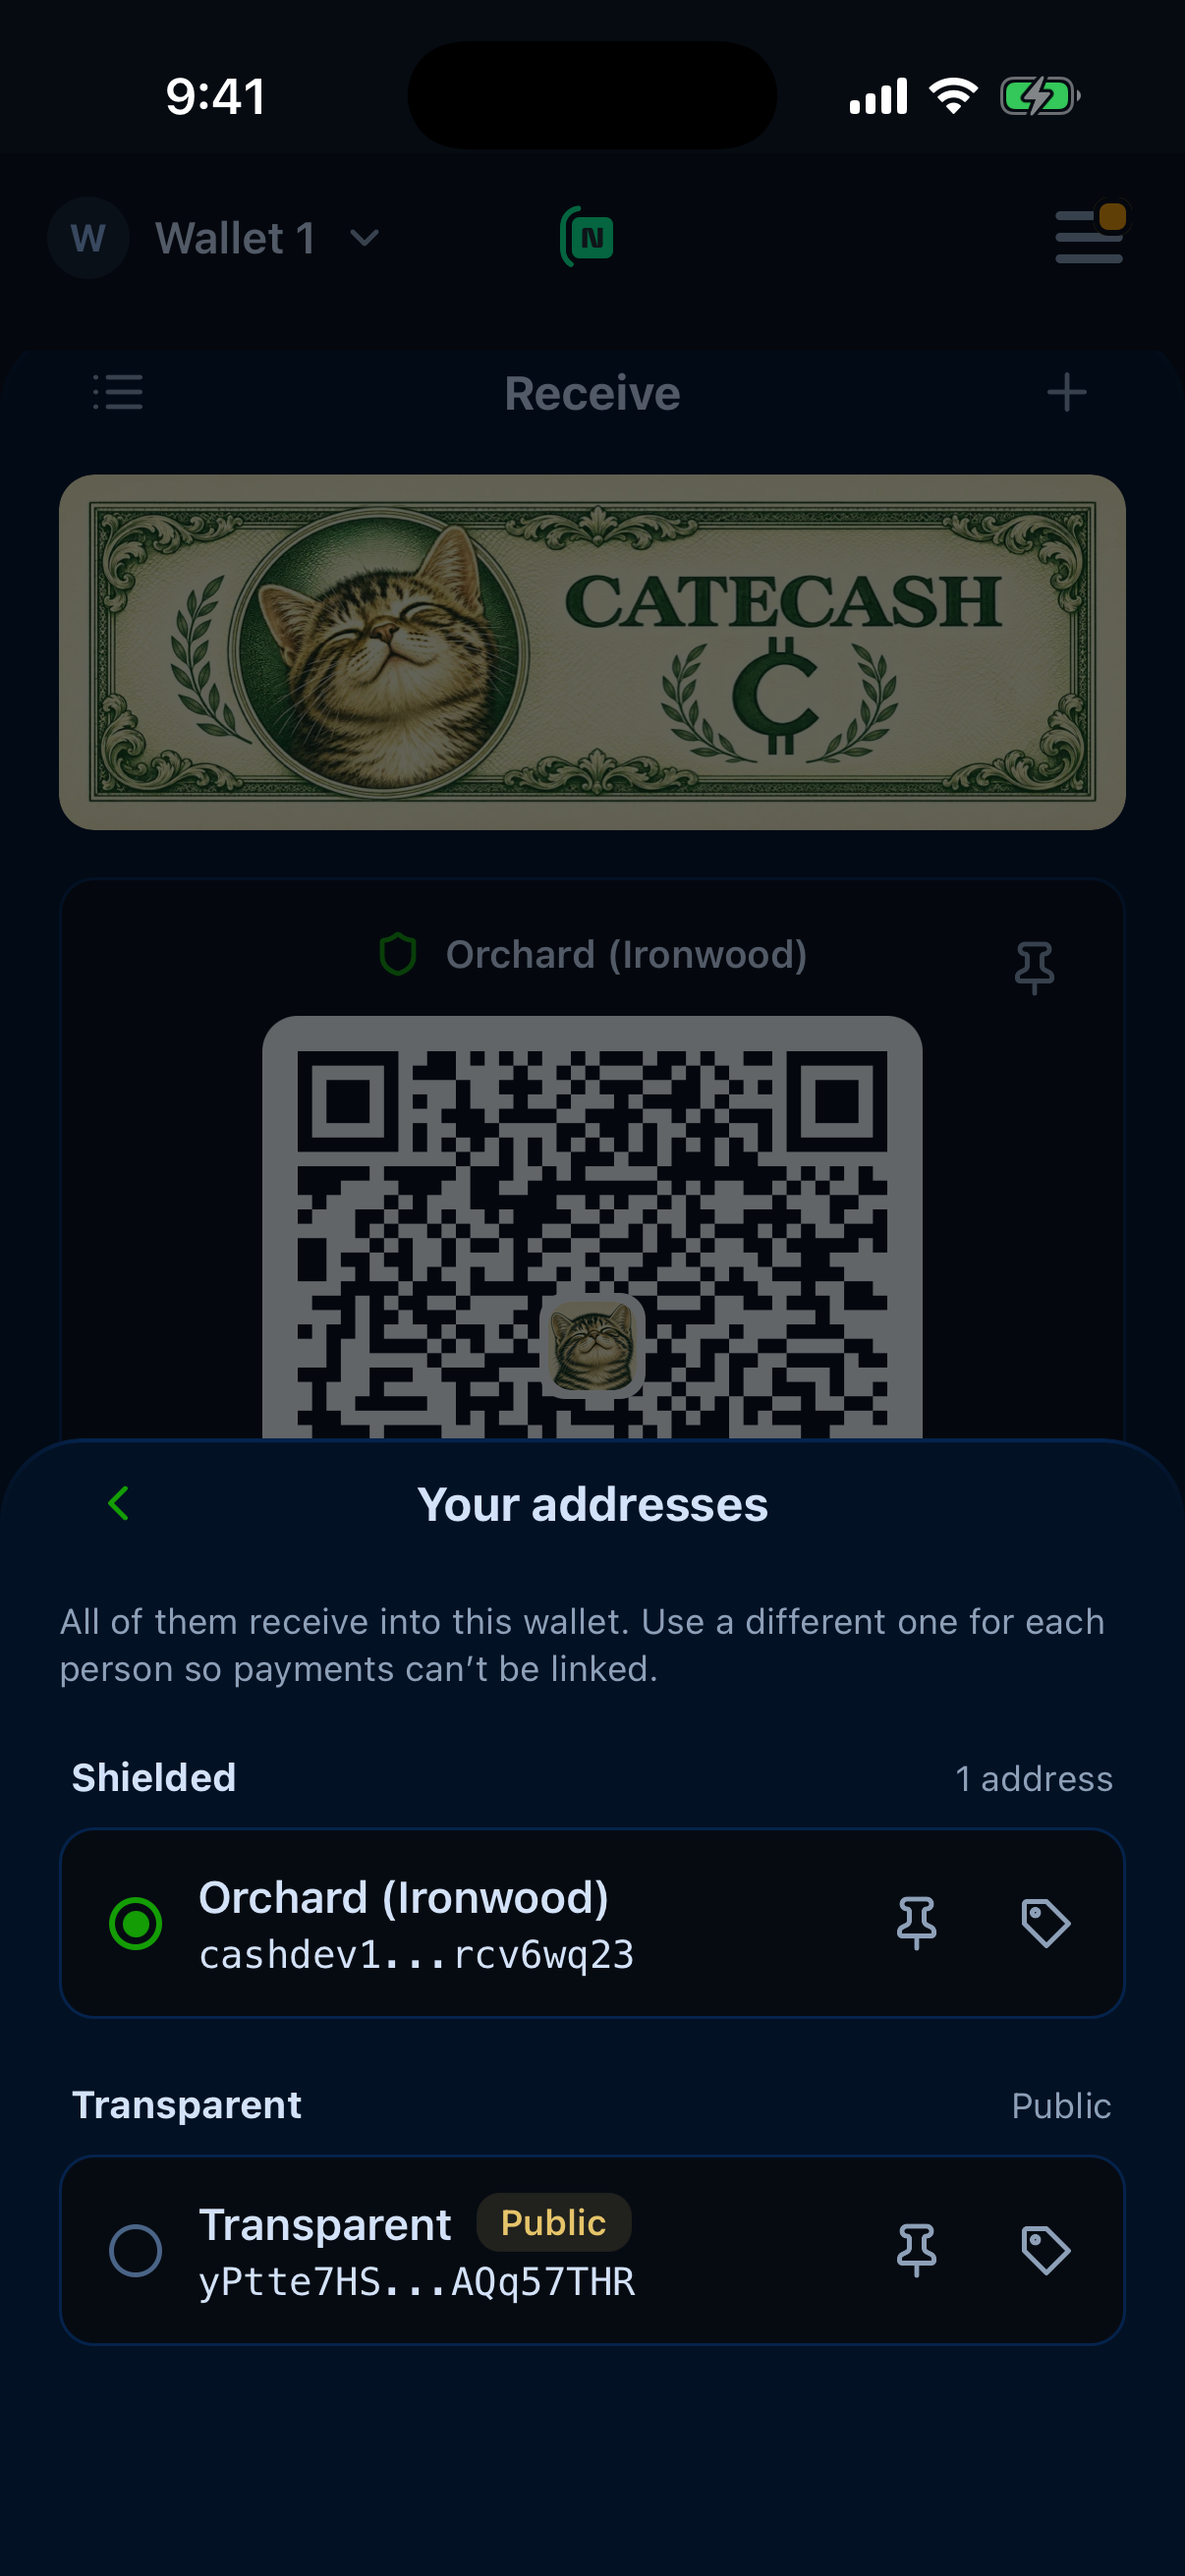 9:41
W
Wallet 1
N
Receive
CATECASH
Orchard (Ironwood)
Your addresses
All of them receive into this wallet. Use a different one for each
person so payments can’t be linked.
Shielded
1 address
Orchard (Ironwood)
cashdev1...rcv6wq23
Transparent
Public
Transparent
Public
yPtte7HS...AQq57THR